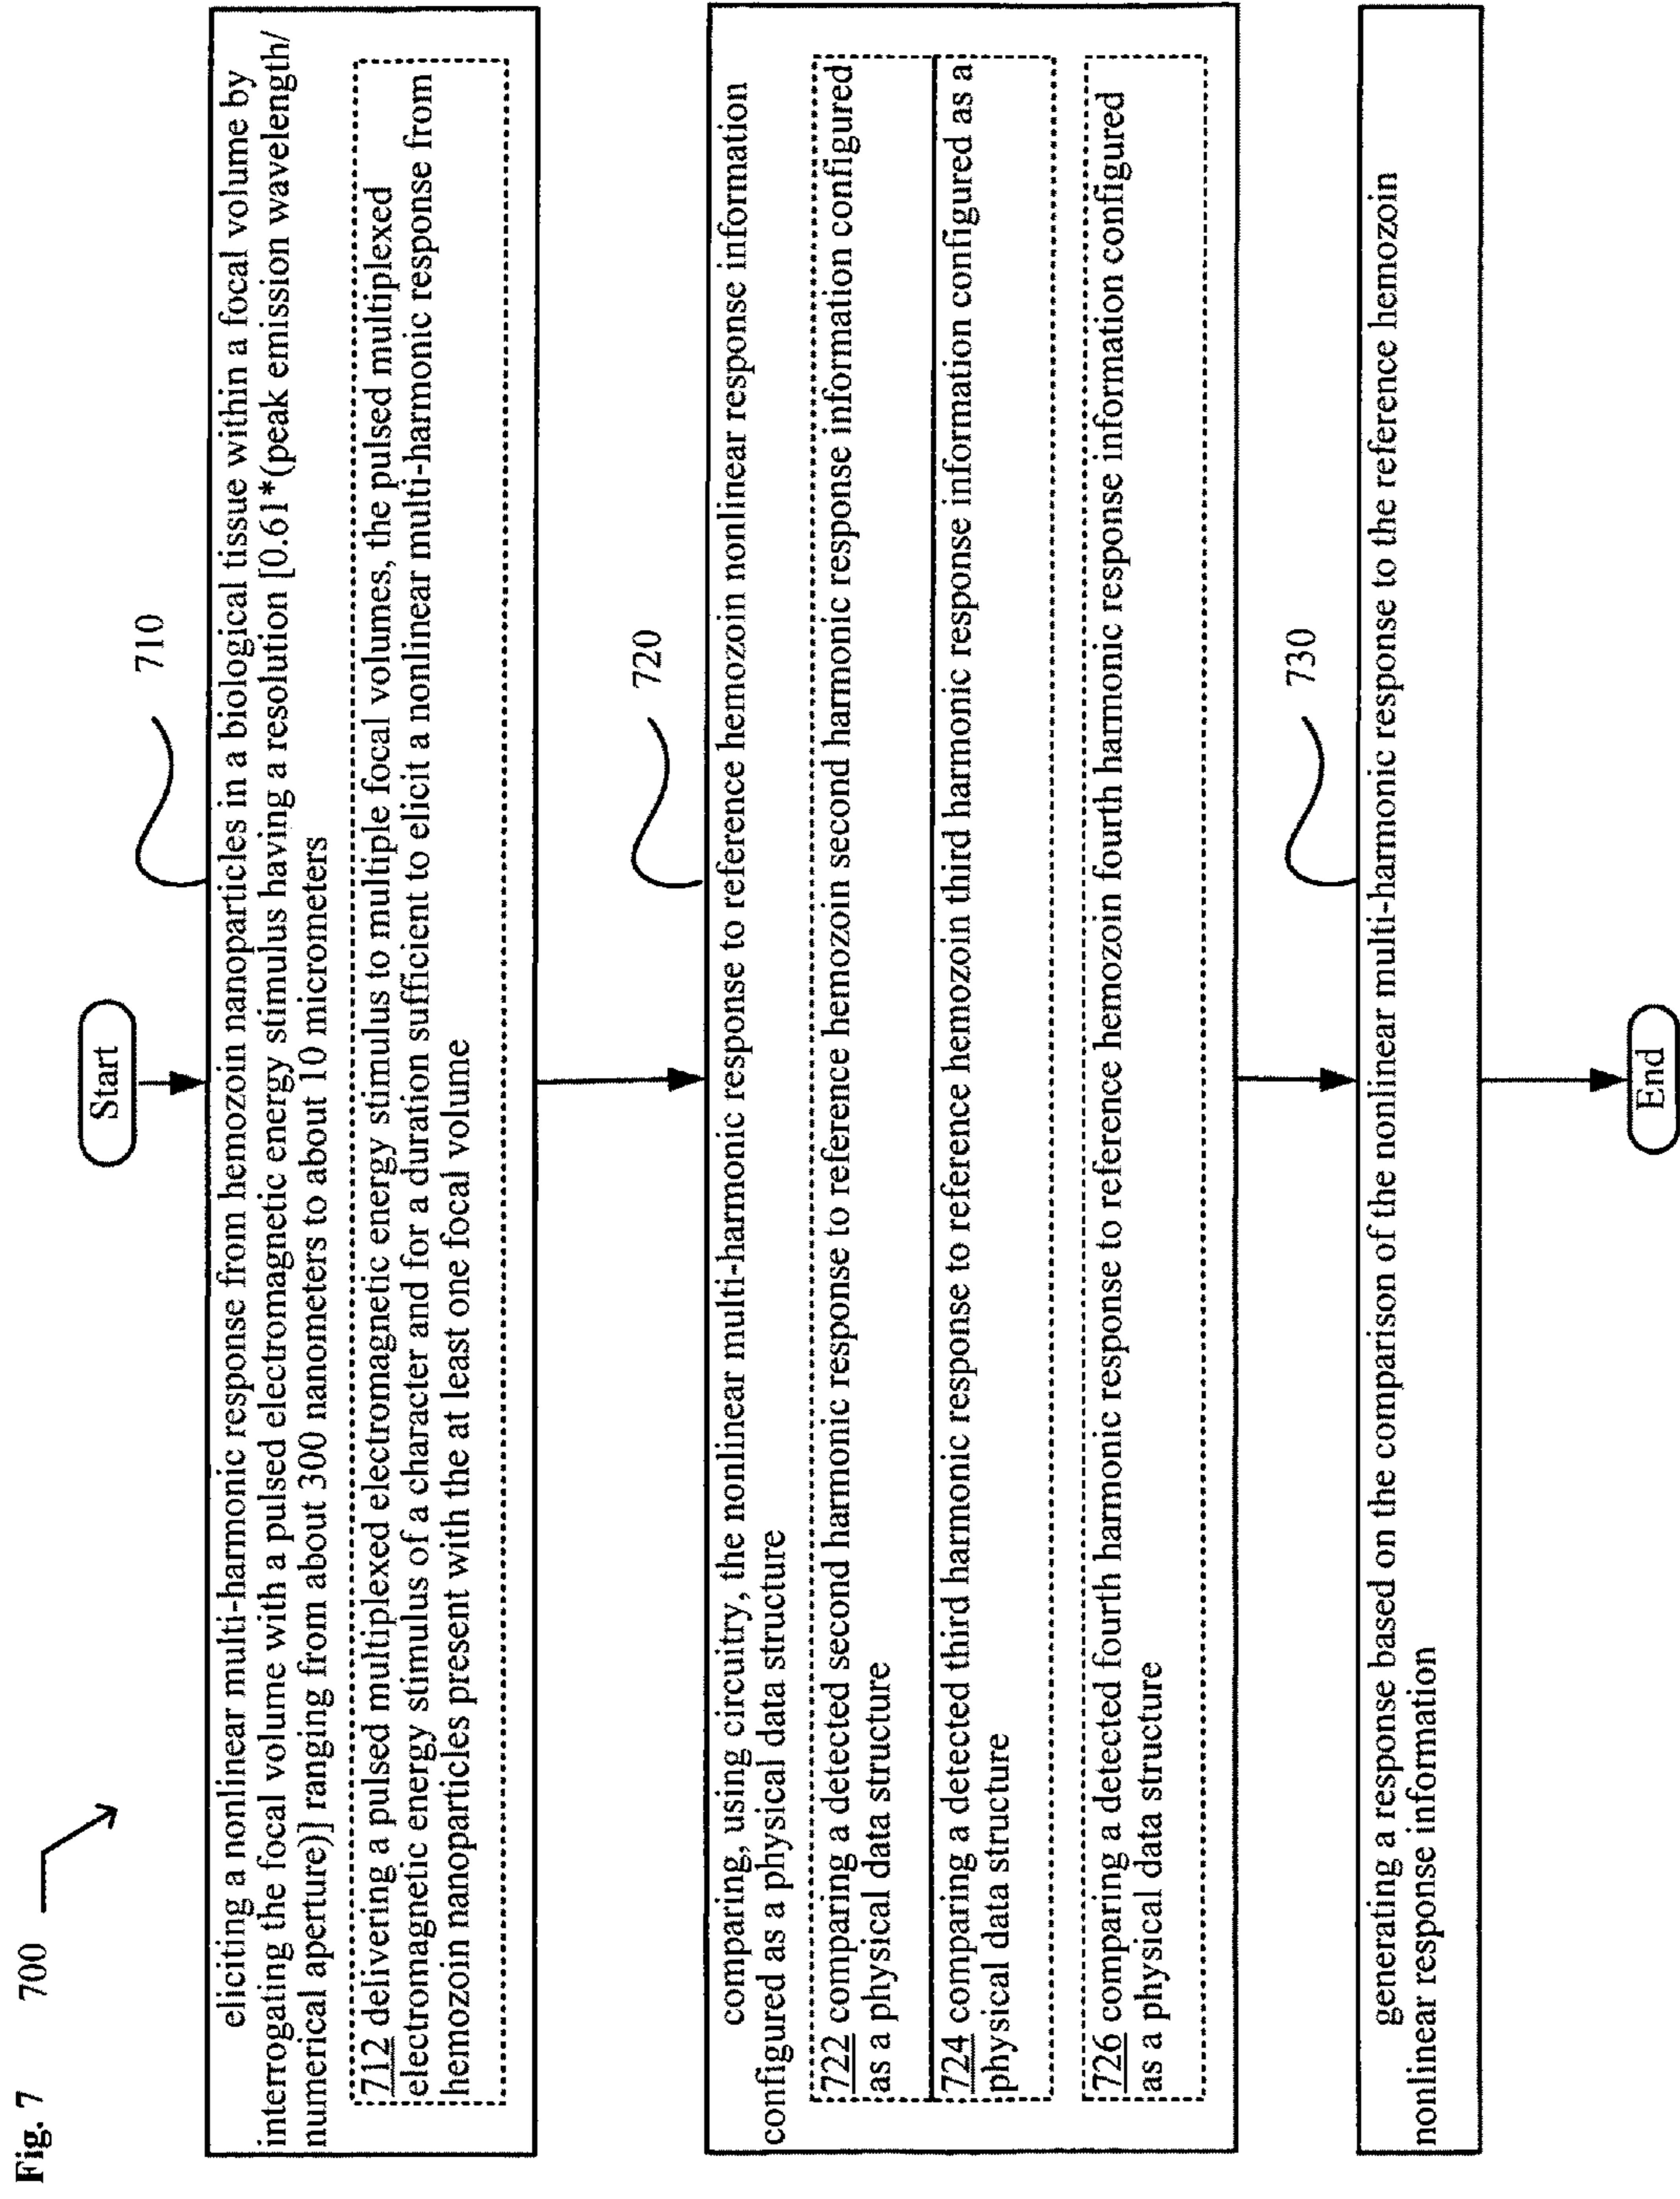 Fig. 7
700
Start
710
eliciting a nonlinear multi-harmonic response from hemozoin nanoparticles in a biological tissue within a focal volume by
interrogating the focal volume with a pulsed electromagnetic energy stimulus having a resolution [0.61*(peak emission wavelength/
numerical aperture)] ranging from about 300 nanometers to about 10 micrometers
712 delivering a pulsed multiplexed electromagnetic energy stimulus to multiple focal volumes, the pulsed multiplexed
electromagnetic energy stimulus of a character and for a duration sufficient to elicit a nonlinear multi-harmonic response from
hemozoin nanoparticles present with the at least one focal volume
720
comparing, using circuitry, the nonlinear multi-harmonic response to reference hemozoin nonlinear response information
configured as a physical data structure
722 comparing a detected second harmonic response to reference hemozoin second harmonic response information configured
as a physical data structure
724 comparing a detected third harmonic response to reference hemozoin third harmonic response information configured as a
physical data structure
726 comparing a detected fourth harmonic response to reference hemozoin fourth harmonic response information configured
as a physical data structure
730
generating a response based on the comparison of the nonlinear multi-harmonic response to the reference hemozoin
nonlinear response information
End